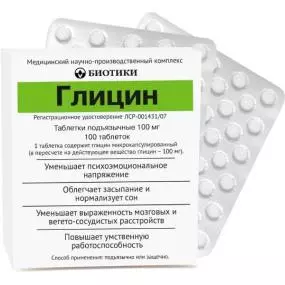 Медицинский научно-производственный комплекс
БИОТИКИ
Глицин
Регистрационное удостоверение ЛСР-001431/07
Таблетки подъязычные 100 мг
100 таблеток
1 таблетка содержит глицин микрокапсулированный
(в пересчете на действующее вещество глицин – 100 мг).
Уменьшает психоэмоциональное
напряжение
Облегчает засыпание и
нормализует сон
Уменьшает выраженность мозговых и
вегето-сосудистых расстройств
Повышает умственную
работоспособность
Способ применения: подъязычно или защечно.